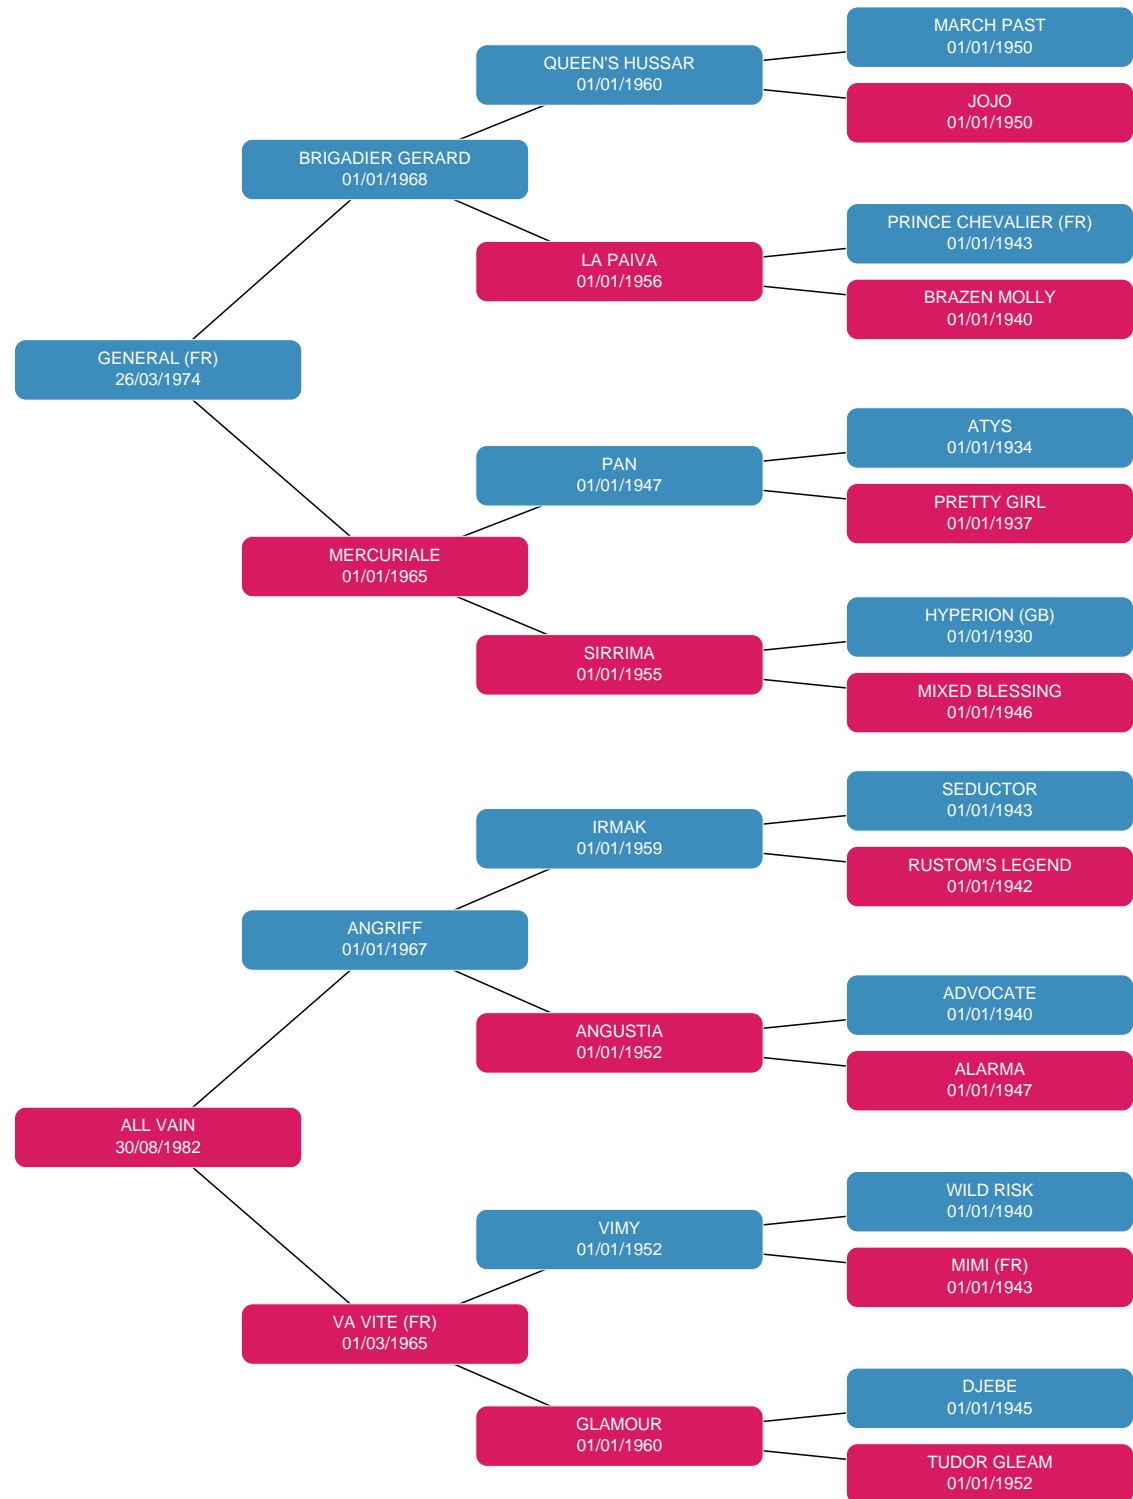 MARCH PAST
01/01/1950
QUEEN'S HUSSAR
01/01/1960
JOJO
01/01/1950
BRIGADIER GERARD
01/01/1968
PRINCE CHEVALIER (FR)
01/01/1943
LA PAIVA
01/01/1956
BRAZEN MOLLY
01/01/1940
GENERAL (FR)
26/03/1974
ATYS
01/01/1934
PAN
01/01/1947
PRETTY GIRL
01/01/1937
MERCURIALE
01/01/1965
HYPERION (GB)
01/01/1930
SIRRIMA
01/01/1955
MIXED BLESSING
01/01/1946
SEDUCTOR
01/01/1943
IRMAK
01/01/1959
RUSTOM'S LEGEND
01/01/1942
ANGRIFF
01/01/1967
ADVOCATE
01/01/1940
ANGUSTIA
01/01/1952
ALARMA
01/01/1947
ALL VAIN
30/08/1982
WILD RISK
01/01/1940
VIMY
01/01/1952
MIMI (FR)
01/01/1943
VA VITE (FR)
01/03/1965
DJEBE
01/01/1945
GLAMOUR
01/01/1960
TUDOR GLEAM
01/01/1952